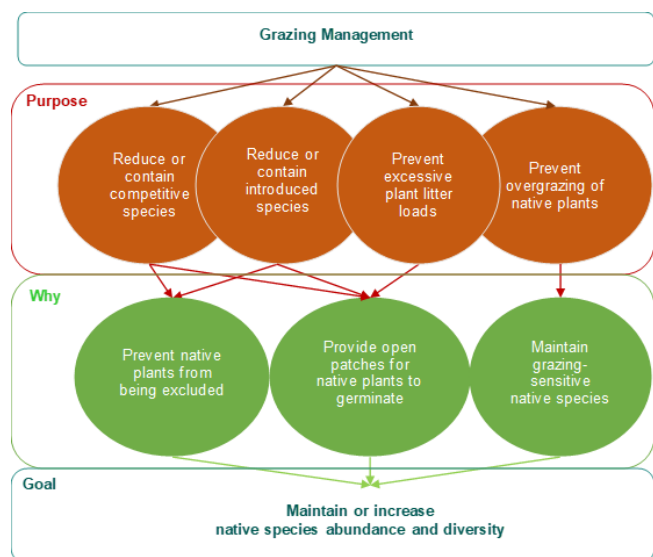 Grazing Management
Purpose
Reduce or
contain
competitive
species
Reduce or
contain
introduced
species
Prevent
excessive
plant litter
loads
Prevent
overgrazing of
native plants
Why
Prevent native
plants from
being excluded
Provide open
patches for
native plants to
germinate
Maintain
grazing-
sensitive
native species
Goal
Maintain or increase
native species abundance and diversity